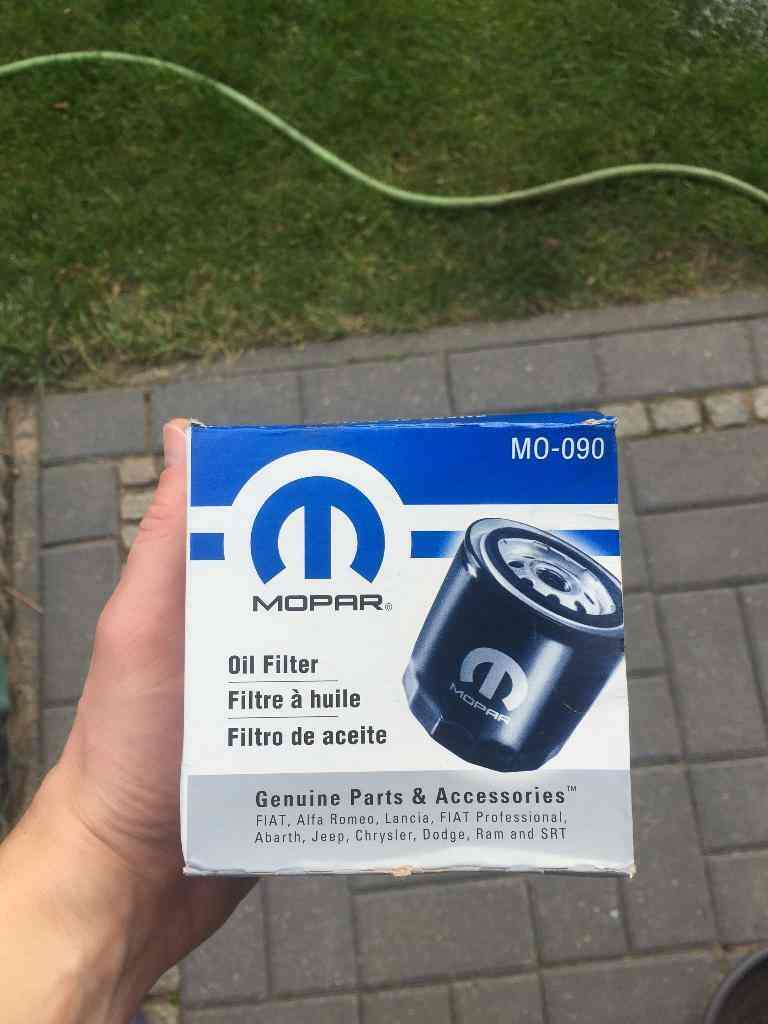 MO-090
MOPAR®
MOPAR
Oil Filter
Filtre à huile
Filtro de aceite
Genuine Parts & Accessories™
FIAT, Alfa Romeo, Lancia, FIAT Professional,
Abarth, Jeep, Chrysler, Dodge, Ram and SRT